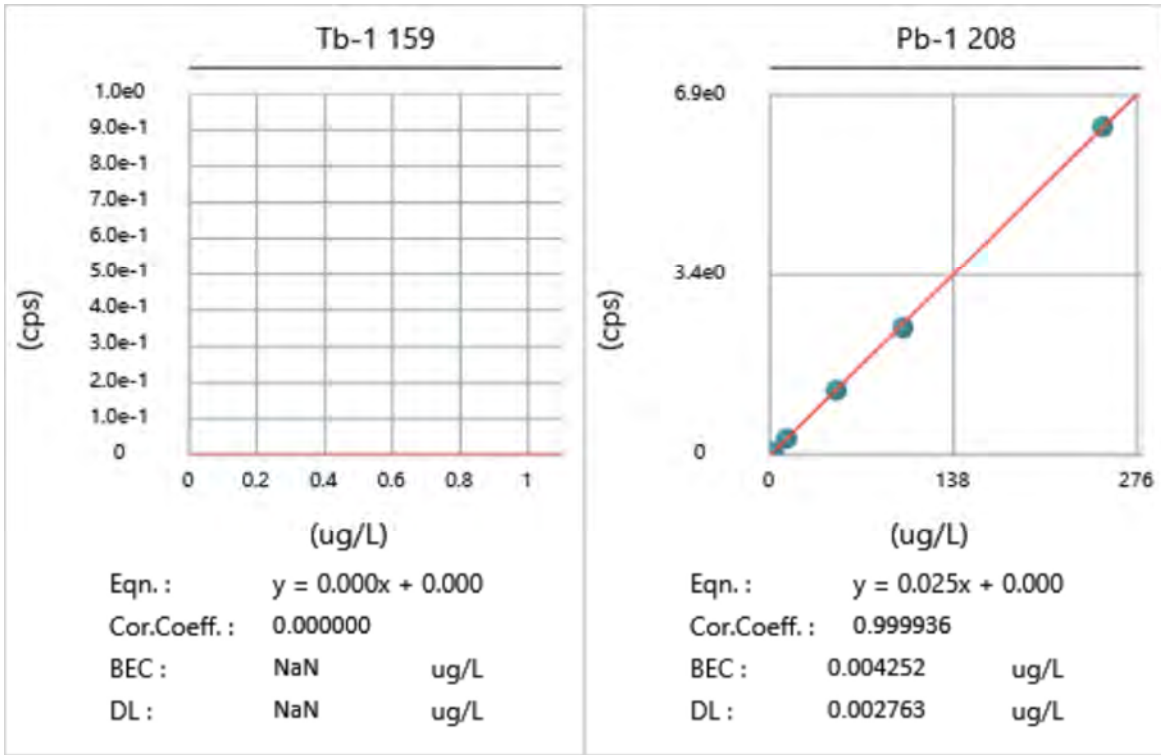 Tb-1 159
1.0e0
9.0e-1
8.0e-1
7.0e-1
6.0e-1
5.0e-1
4.0e-1
3.0e-1
2.0e-1
1.0e-1
0
(cps)
0 0.2 0.4 0.6 0.8 1
(ug/L)
Eqn. : y = 0.000x + 0.000
Cor.Coeff. : 0.000000
BEC : NaN ug/L
DL : NaN ug/L
Pb-1 208
6.9e0
3.4e0
0
(cps)
0 138 276
(ug/L)
Eqn. : y = 0.025x + 0.000
Cor.Coeff. : 0.999936
BEC : 0.004252 ug/L
DL : 0.002763 ug/L